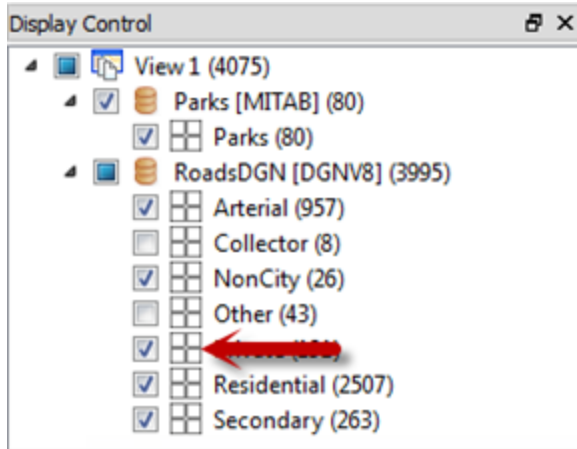 Display Control
View 1 (4075)
Parks [MITAB] (80)
Parks (80)
RoadsDGN [DGNV8] (3995)
Arterial (957)
Collector (8)
NonCity (26)
Other (43)
Residential (2507)
Secondary (263)